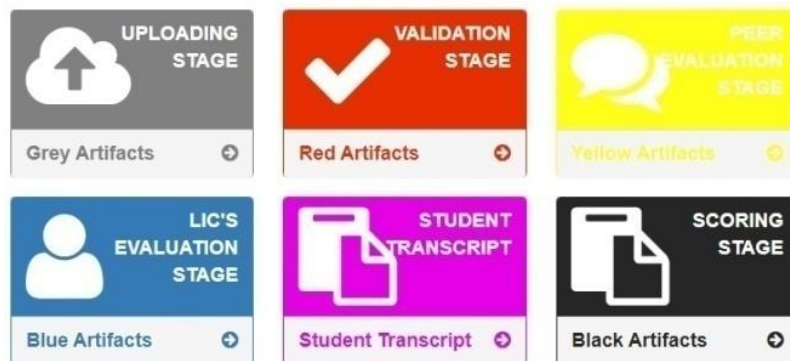 UPLOADING
STAGE
Grey Artifacts
VALIDATION
STAGE
Red Artifacts
PEER
EVALUATION
STAGE
Yellow Artifacts
LIC'S
EVALUATION
STAGE
Blue Artifacts
STUDENT
TRANSCRIPT
Student Transcript
SCORING
STAGE
Black Artifacts